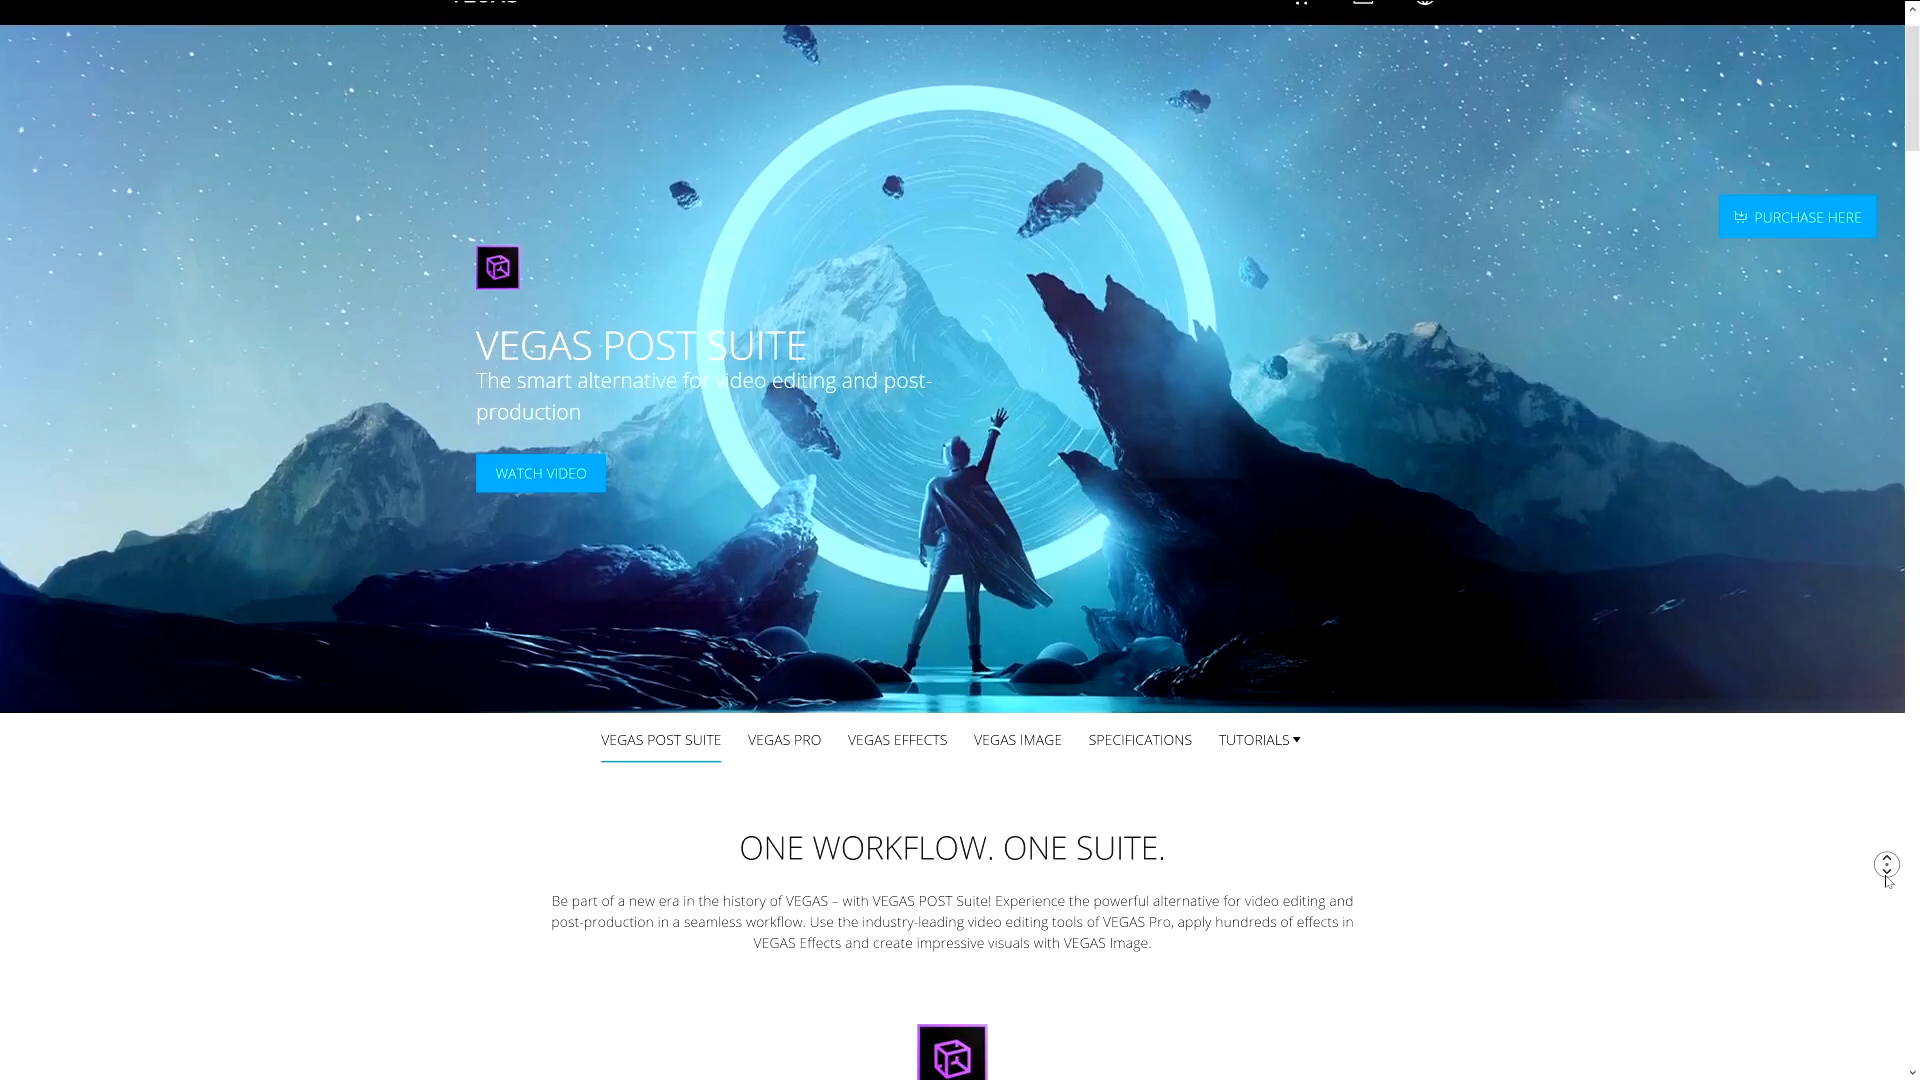 PURCHASE HERE
VEGAS POST SUITE
The smart alternative for video editing and post-
production
WATCH VIDEO
VEGAS POST SUITE VEGAS PRO VEGAS EFFECTS VEGAS IMAGE SPECIFICATIONS TUTORIALS
ONE WORKFLOW. ONE SUITE.
Be part of a new era in the history of VEGAS – with VEGAS POST Suite! Experience the powerful alternative for video editing and
post-production in a seamless workflow. Use the industry-leading video editing tools of VEGAS Pro, apply hundreds of effects in
VEGAS Effects and create impressive visuals with VEGAS Image.